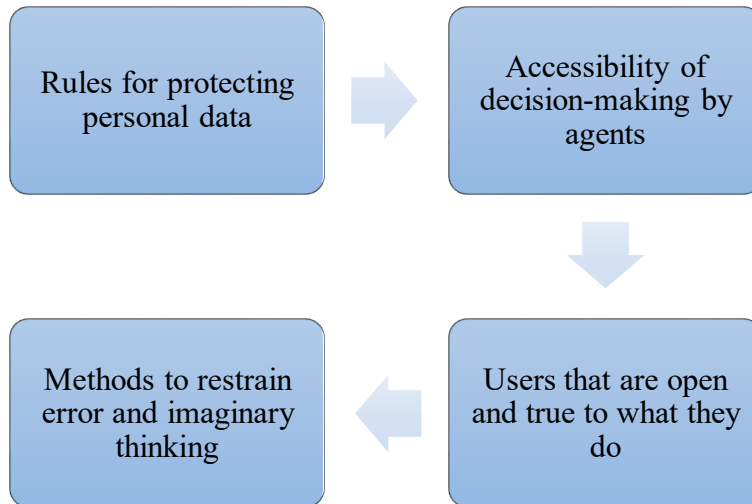 Rules for protecting
personal data
Accessibility of
decision-making by
agents
Users that are open
and true to what they
do
Methods to restrain
error and imaginary
thinking